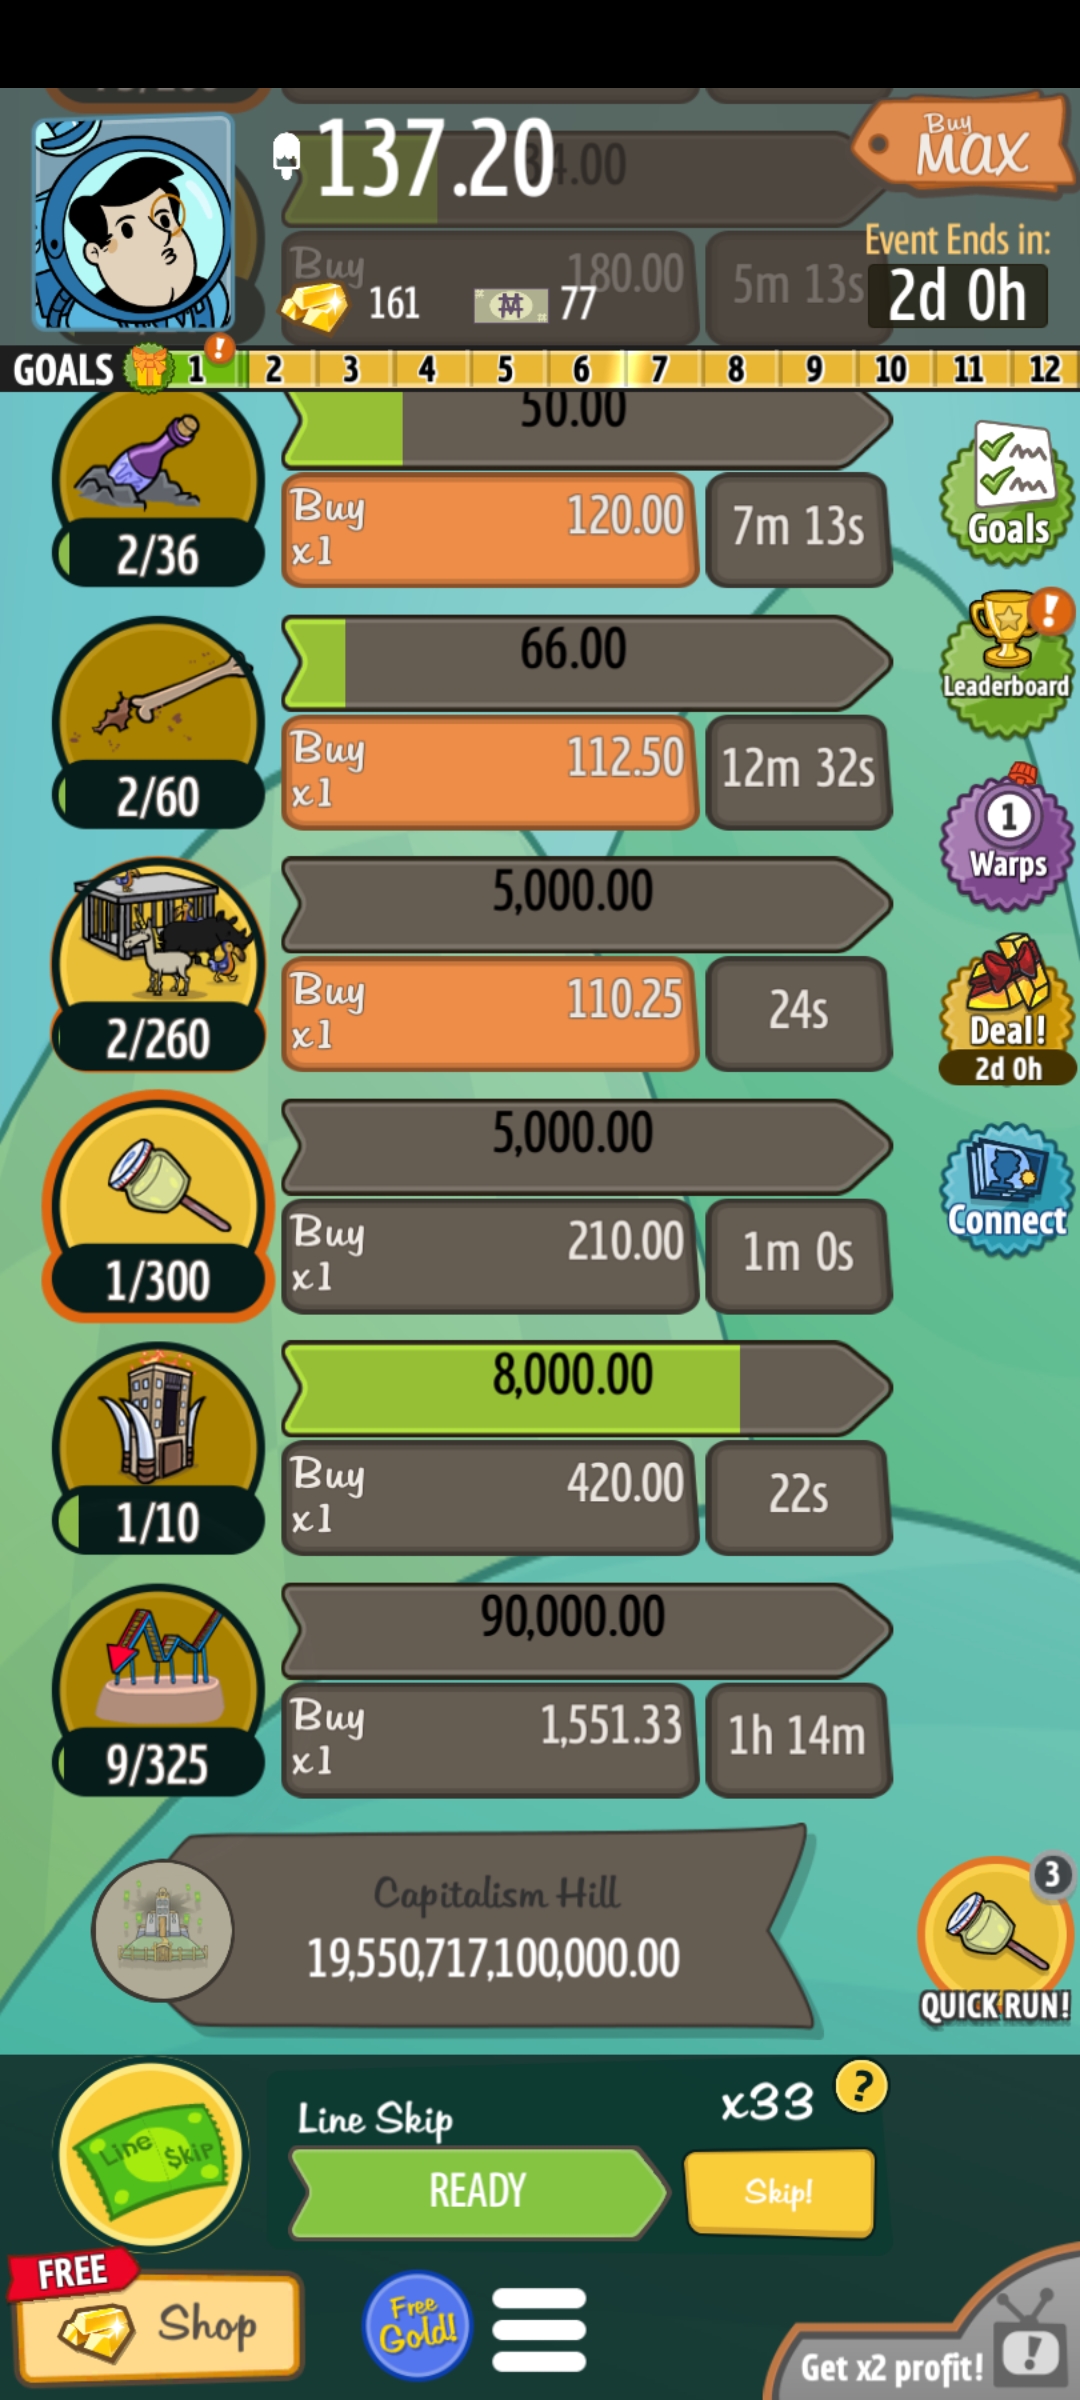 137.20
Buy
MAX
34.00
Event Ends in:
2d 0h
Buy
180.00
5m 13s
161
77
GOALS 1 ! 2 3 4 5 6 7 8 9 10 11 12
50.00
Buy
x1
120.00
7m 13s
2/36
Goals
66.00
Buy
x1
112.50
12m 32s
2/60
!
Leaderboard
5,000.00
Buy
x1
110.25
24s
2/260
1
Warps
Deal!
2d 0h
5,000.00
Buy
x1
210.00
1m 0s
1/300
Connect
8,000.00
Buy
x1
420.00
22s
1/10
90,000.00
Buy
x1
1,551.33
1h 14m
9/325
Capitalism Hill
19,550,717,100,000.00
3
QUICK RUN!
Line $kip
Line Skip
x33
?
READY
Skip!
FREE
Shop
Free
Gold!
Get x2 profit!
!